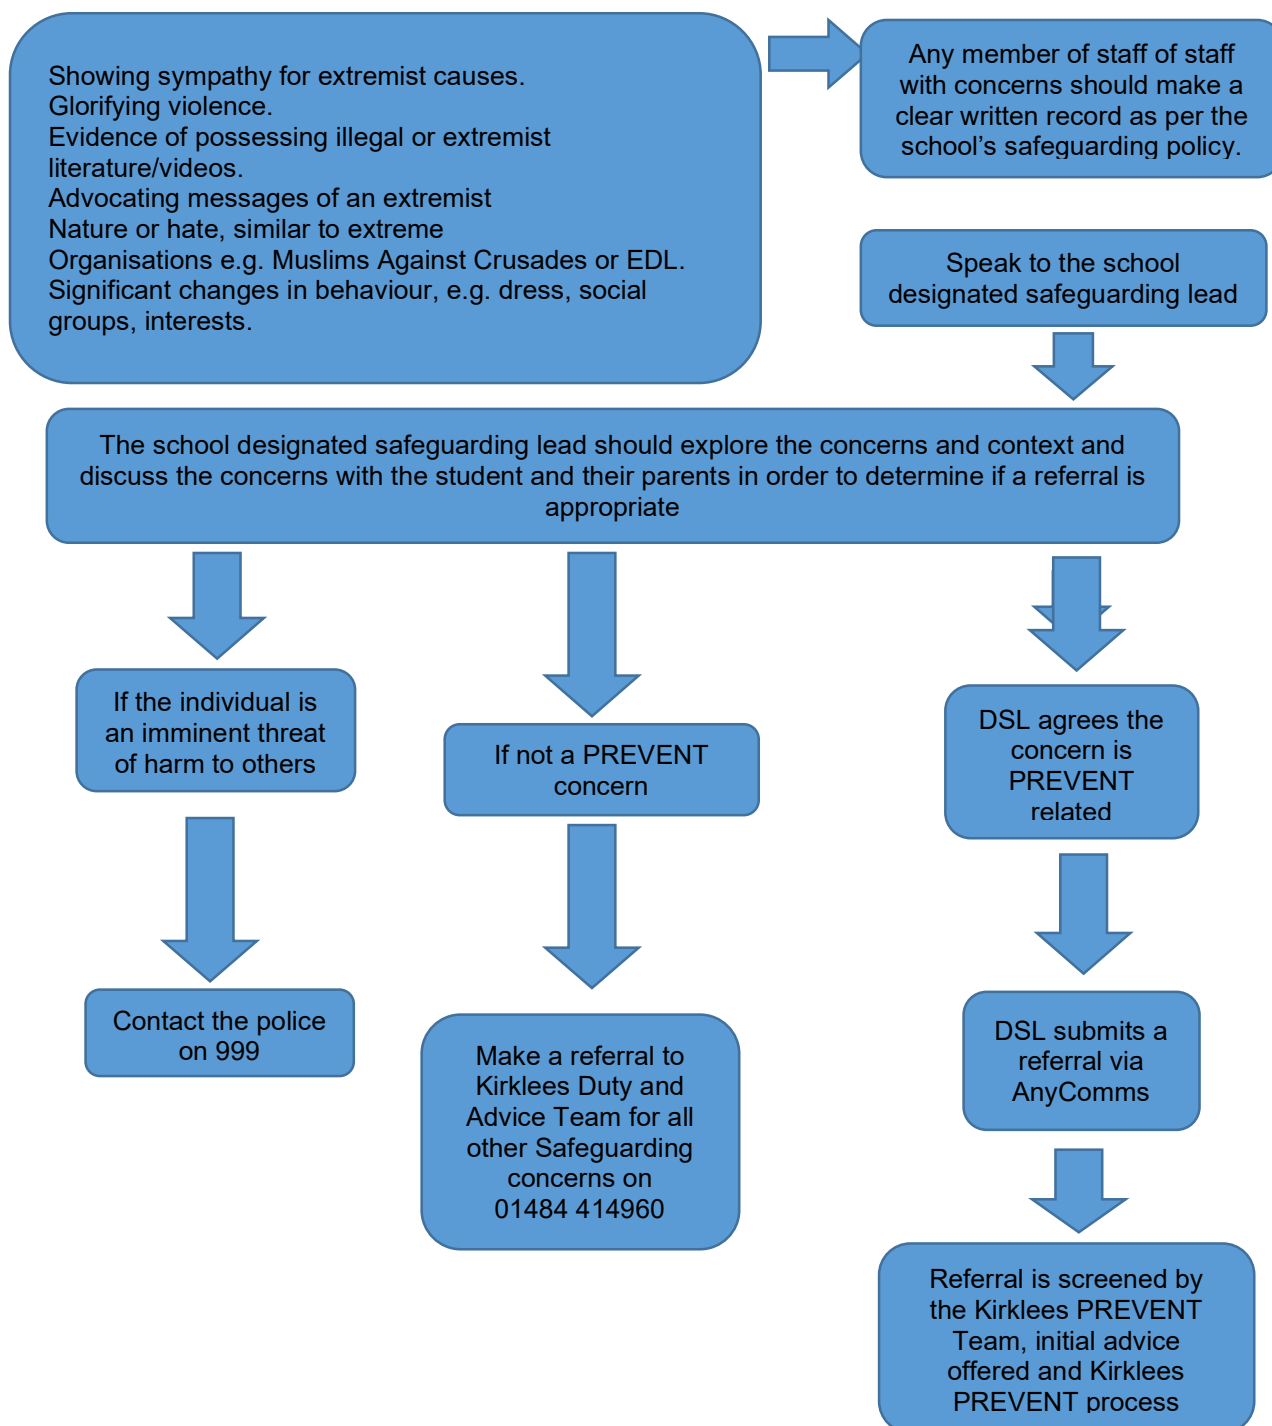 Showing sympathy for extremist causes.
Glorifying violence.
Evidence of possessing illegal or extremist
literature/videos.
Advocating messages of an extremist
Nature or hate, similar to extreme
Organisations e.g. Muslims Against Crusades or EDL.
Significant changes in behaviour, e.g. dress, social
groups, interests.
Any member of staff of staff
with concerns should make a
clear written record as per the
school’s safeguarding policy.
Speak to the school
designated safeguarding lead
The school designated safeguarding lead should explore the concerns and context and
discuss the concerns with the student and their parents in order to determine if a referral is
appropriate
If the individual is
an imminent threat
of harm to others
Contact the police
on 999
If not a PREVENT
concern
Make a referral to
Kirklees Duty and
Advice Team for all
other Safeguarding
concerns on
01484 414960
DSL agrees the
concern is
PREVENT
related
DSL submits a
referral via
AnyComms
Referral is screened by
the Kirklees PREVENT
Team, initial advice
offered and Kirklees
PREVENT process